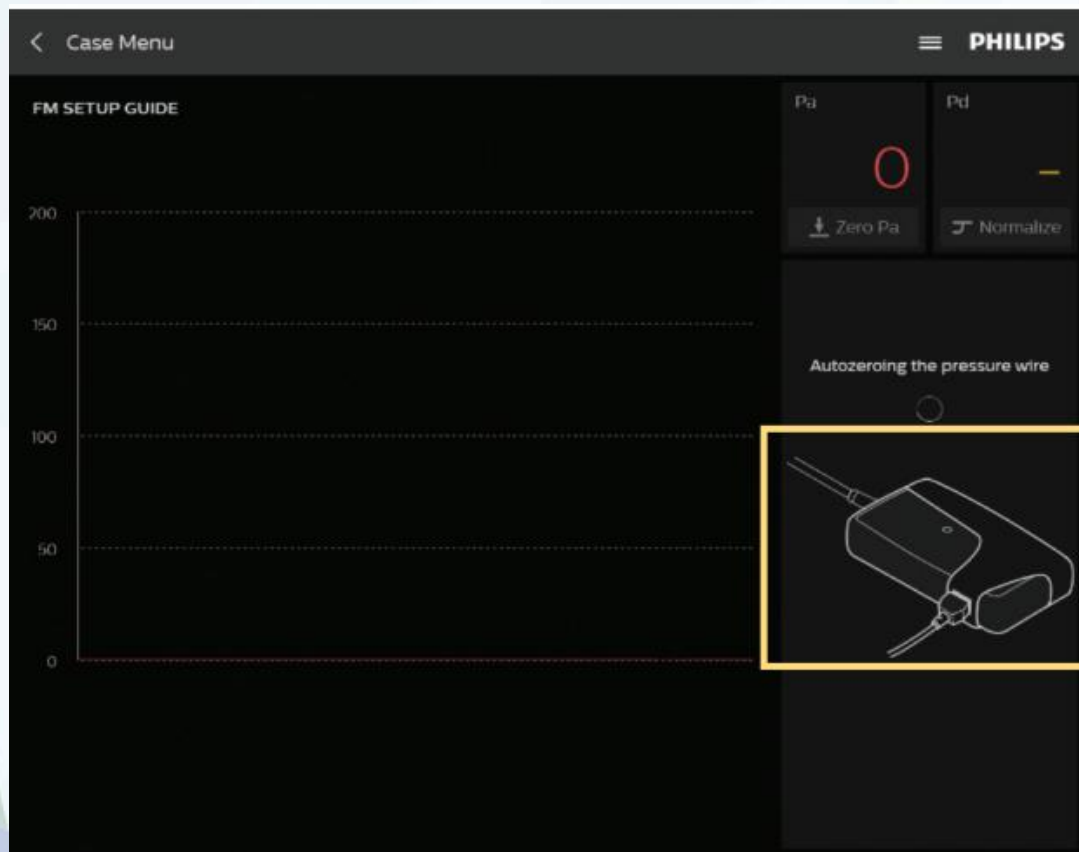 Case Menu
PHILIPS
FM SETUP GUIDE
Pa
Pd
0
–
Zero Pa
Normalize
200
150
100
50
0
Autozeroing the pressure wire